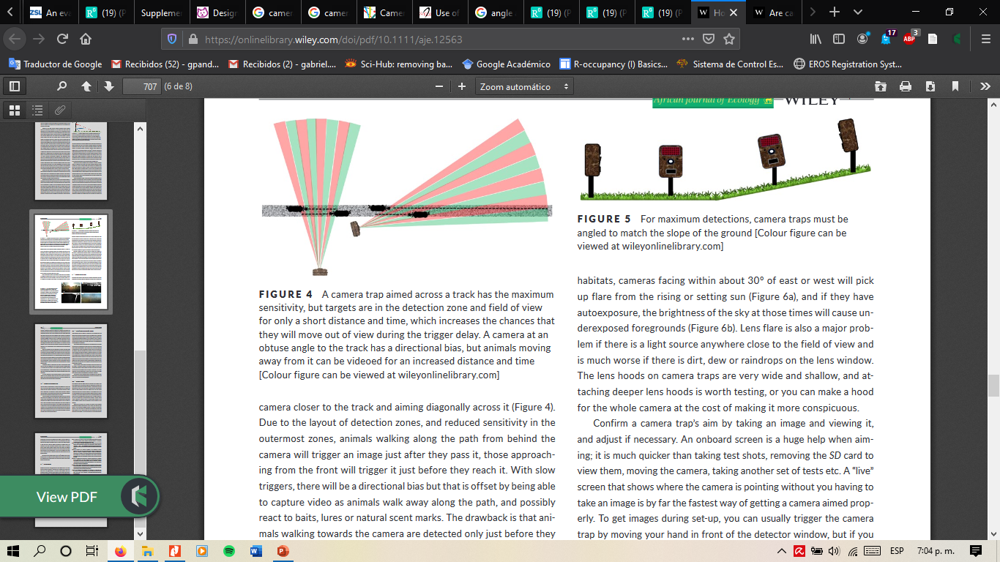 ZSL An eva
R⁶ (19) (P
Supplemen
Design
camer
camer
Camer
Use of
angle
R⁶ (19) (P
R⁶ (19) (P
R⁶ (19) (P
W Ho
W Are ca
https://onlinelibrary.wiley.com/doi/pdf/10.1111/aje.12563
17
ABP 3
Traductor de Google
Recibidos (52) - gpand...
Recibidos (2) - gabriel....
Sci-Hub: removing ba...
Google Académico
R-occupancy (I) Basics...
Sistema de Control Es...
EROS Registration Syst...
707 (6 de 8)
Zoom automático
African Journal of Ecology WILEY
FIGURE 4 A camera trap aimed across a track has the maximum
sensitivity, but targets are in the detection zone and field of view
for only a short distance and time, which increases the chances that
they will move out of view during the trigger delay. A camera at an
obtuse angle to the track has a directional bias, but animals moving
away from it can be videoed for an increased distance and time
[Colour figure can be viewed at wileyonlinelibrary.com]
camera closer to the track and aiming diagonally across it (Figure 4).
Due to the layout of detection zones, and reduced sensitivity in the
outermost zones, animals walking along the path from behind the
camera will trigger an image just after they pass it, those approach-
ing from the front will trigger it just before they reach it. With slow
triggers, there will be a directional bias but that is offset by being able
to capture video as animals walk away along the path, and possibly
react to baits, lures or natural scent marks. The drawback is that ani-
mals walking towards the camera are detected only just before they
FIGURE 5 For maximum detections, camera traps must be
angled to match the slope of the ground [Colour figure can be
viewed at wileyonlinelibrary.com]
habitats, cameras facing within about 30° of east or west will pick
up flare from the rising or setting sun (Figure 6a), and if they have
autoexposure, the brightness of the sky at those times will cause un-
derexposed foregrounds (Figure 6b). Lens flare is also a major prob-
lem if there is a light source anywhere close to the field of view and
is much worse if there is dirt, dew or raindrops on the lens window.
The lens hoods on camera traps are very wide and shallow, and at-
taching deeper lens hoods is worth testing, or you can make a hood
for the whole camera at the cost of making it more conspicuous.
Confirm a camera trap's aim by taking an image and viewing it,
and adjust if necessary. An onboard screen is a huge help when aim-
ing; it is much quicker than taking test shots, removing the SD card to
view them, moving the camera, taking another set of tests etc. A "live"
screen that shows where the camera is pointing without you having to
take an image is by far the fastest way of getting a camera aimed prop-
erly. To get images during set-up, you can usually trigger the camera
trap by moving your hand in front of the detector window, but if you
View PDF
ESP
7:04 p. m.